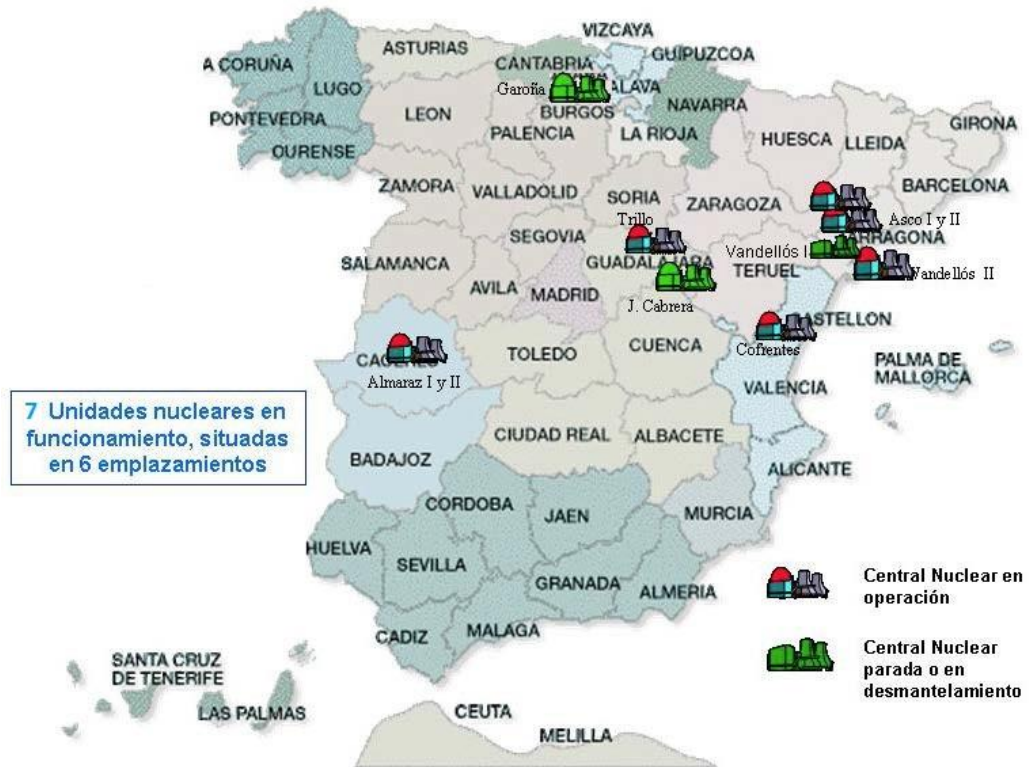 VIZCAYA
ASTURIAS
GUIPUZCOA
CANTABRIA
A CORUÑA
LUGO
Garoña
ALAVA
NAVARRA
LEON
BURGOS
PONTEVEDRA
PALENCIA
LA RIOJA
HUESCA
LLEIDA
GIRONA
OURENSE
ZAMORA
VALLADOLID
SORIA
ZARAGOZA
BARCELONA
Trillo
Asco I y II
SEGOVIA
ARRAGONA
Vandellós I
SALAMANCA
GUADALAJARA
TERUEL
Vandellós II
AVILA
MADRID
J. Cabrera
ASTELLON
CACERES
TOLEDO
CUENCA
Cofrentes
PALMA DE
MALLORCA
Almaraz I y II
VALENCIA
7 Unidades nucleares en
funcionamiento, situadas
en 6 emplazamientos
CIUDAD REAL
ALBACETE
BADAJOZ
ALICANTE
CORDOBA
JAEN
MURCIA
HUELVA
SEVILLA
GRANADA
ALMERIA
Central Nuclear en
operación
CADIZ
MALAGA
Central Nuclear
parada o en
desmantelamiento
SANTA CRUZ
DE TENERIFE
LAS PALMAS
CEUTA
MELILLA